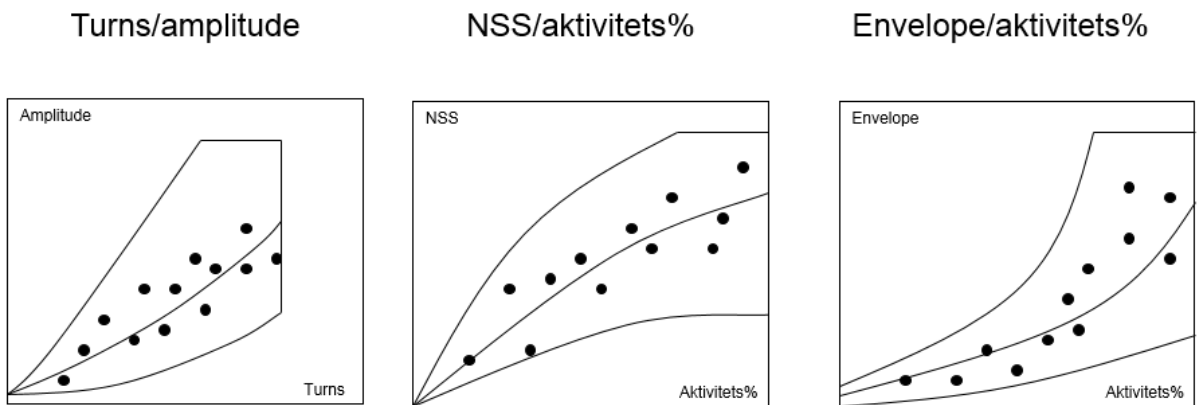 Turns/amplitude
NSS/aktivitets%
Envelope/aktivitets%
Amplitude
Turns
NSS
Aktivitets%
Envelope
Aktivitets%